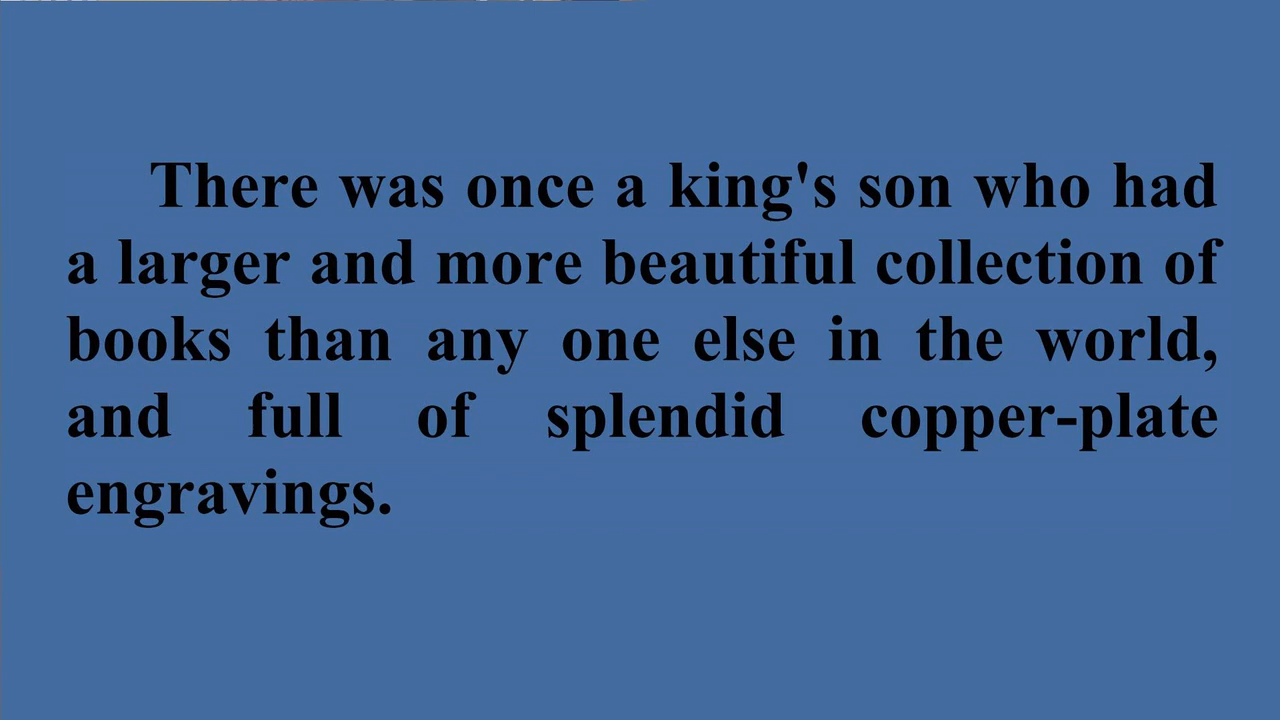 There was once a king's son who had
a larger and more beautiful collection of
books than any one else in the world,
and full of splendid copper-plate
engravings.